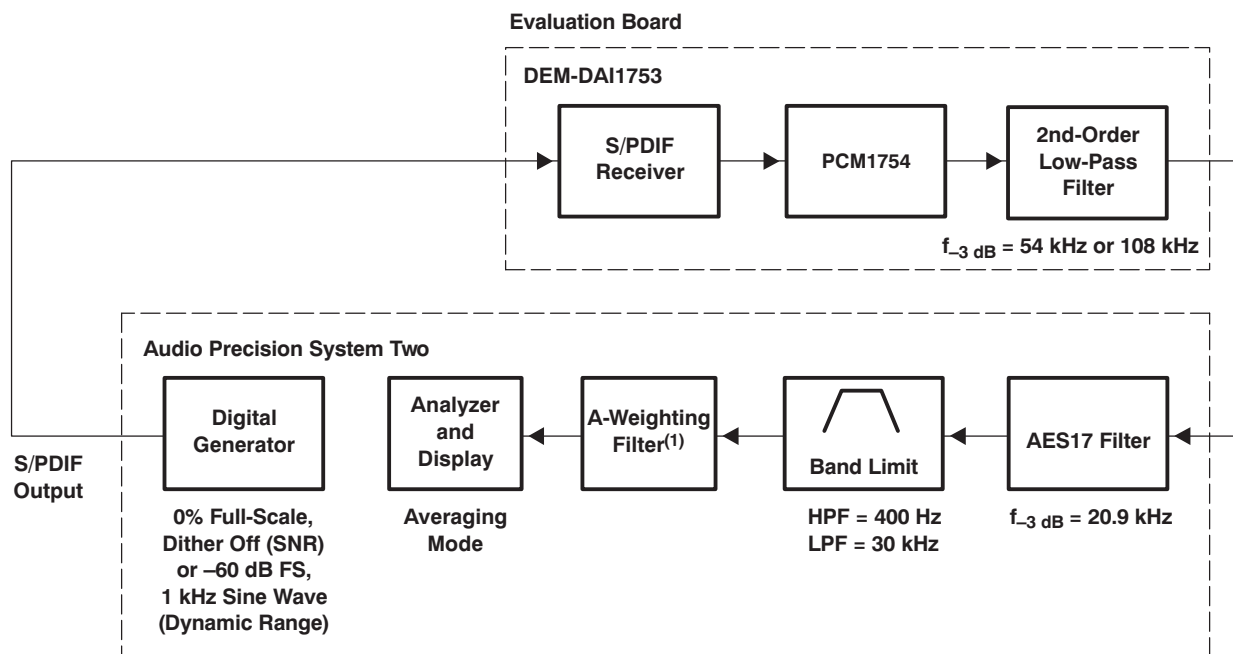 Evaluation Board
DEM-DAI1753
S/PDIF
Receiver
PCM1754
2nd-Order
Low-Pass
Filter
f–3 dB = 54 kHz or 108 kHz
Audio Precision System Two
Digital
Generator
Analyzer
and
Display
A-Weighting
Filter(1)
Band Limit
AES17 Filter
S/PDIF
Output
0% Full-Scale,
Dither Off (SNR)
or –60 dB FS,
1 kHz Sine Wave
(Dynamic Range)
Averaging
Mode
HPF = 400 Hz
LPF = 30 kHz
f–3 dB = 20.9 kHz